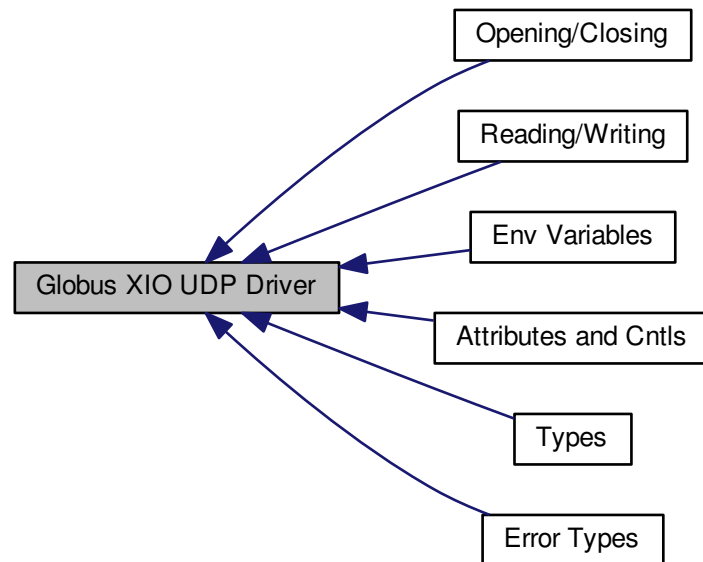 Opening/Closing
Reading/Writing
Env Variables
Globus XIO UDP Driver
Attributes and Cntls
Types
Error Types